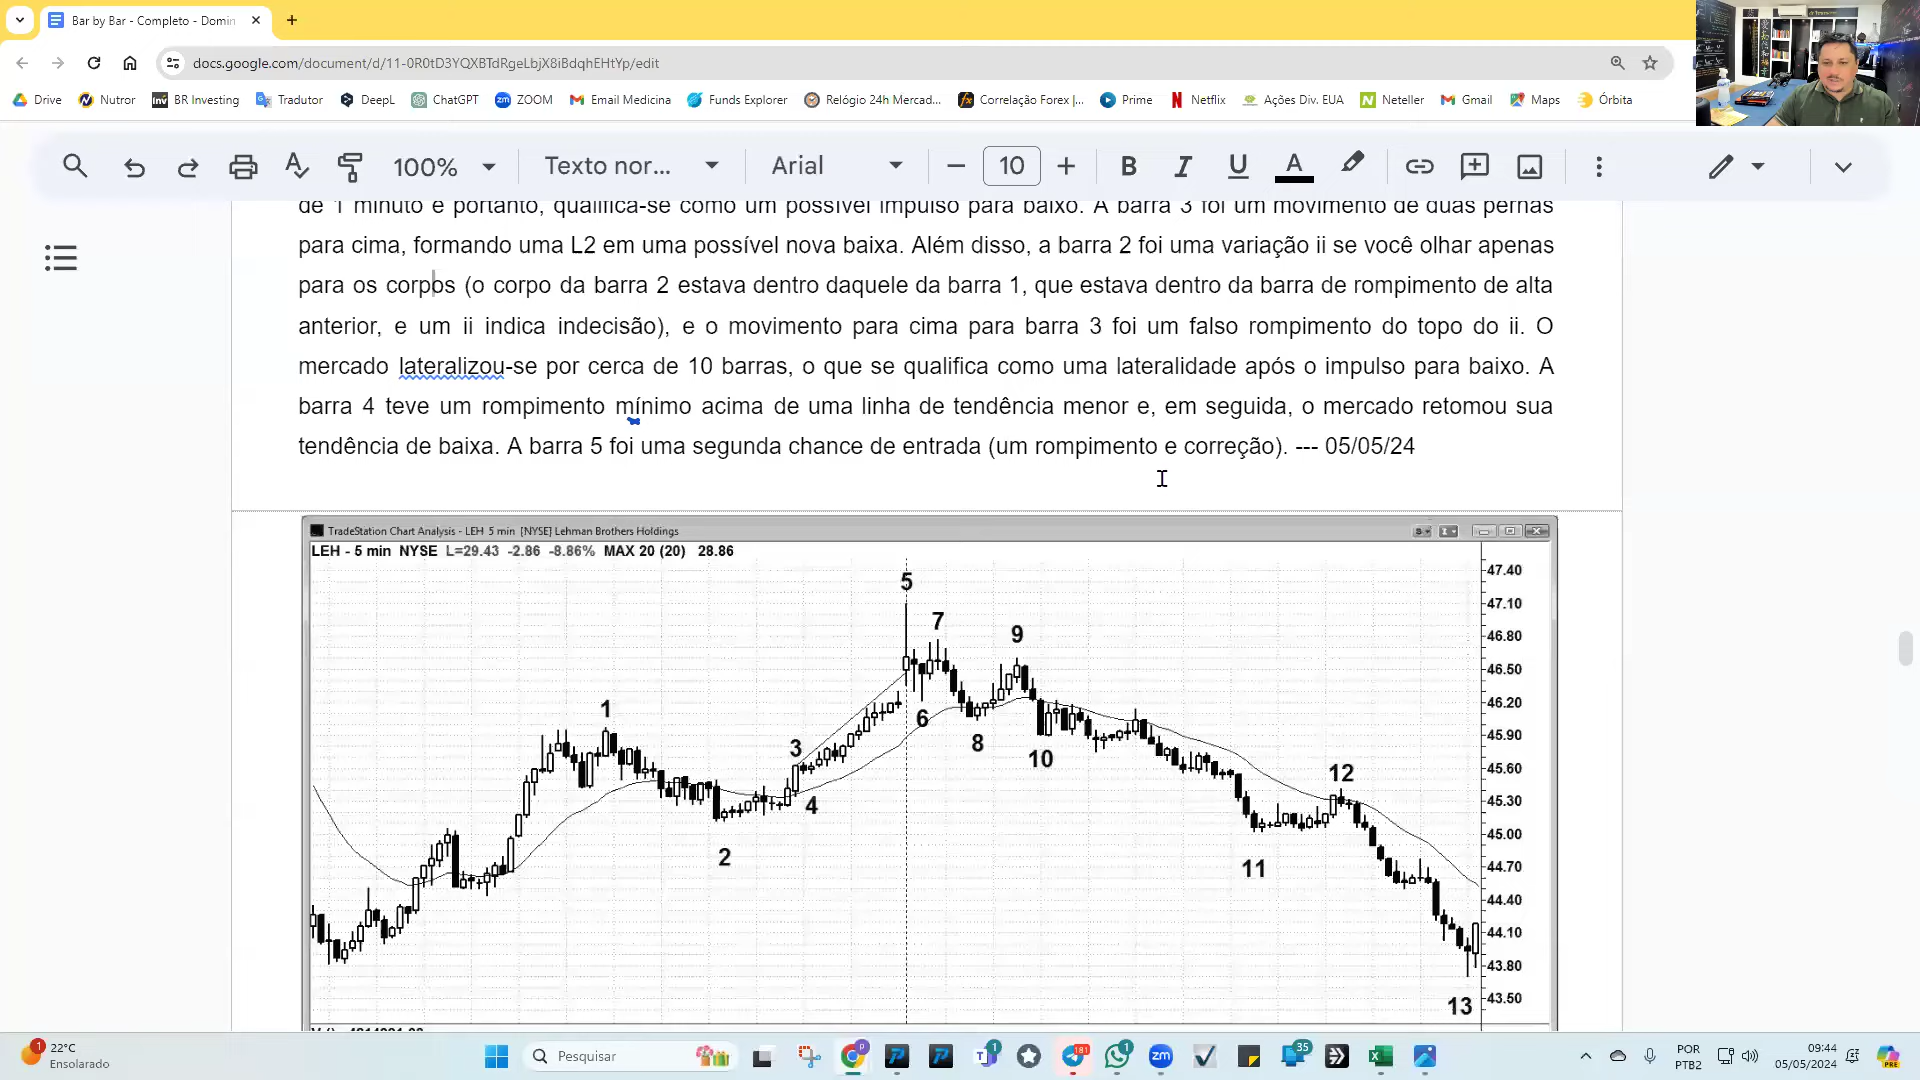 Bar by Bar - Completo - Domin
docs.google.com/document/d/11-0R0tD3YQXBTdRgeLbjX8iBdqhEHtYp/edit
Drive Nutror BR Investing Tradutor DeepL ChatGPT ZOOM Email Medicina Funds Explorer Relógio 24h Mercad... Correlação Forex |... Prime Netflix Ações Div. EUA Neteller Gmail Maps Órbita
100% Texto nor... Arial 10 B I U A
de 1 minuto e portanto, qualifica-se como um possível impulso para baixo. A barra 3 foi um movimento de duas pernas
para cima, formando uma L2 em uma possível nova baixa. Além disso, a barra 2 foi uma variação ii se você olhar apenas
para os corpos (o corpo da barra 2 estava dentro daquele da barra 1, que estava dentro da barra de rompimento de alta
anterior, e um ii indica indecisão), e o movimento para cima para barra 3 foi um falso rompimento do topo do ii. O
mercado lateralizou-se por cerca de 10 barras, o que se qualifica como uma lateralidade após o impulso para baixo. A
barra 4 teve um rompimento mínimo acima de uma linha de tendência menor e, em seguida, o mercado retomou sua
tendência de baixa. A barra 5 foi uma segunda chance de entrada (um rompimento e correção). --- 05/05/24
TradeStation Chart Analysis - LEH 5 min [NYSE] Lehman Brothers Holdings
LEH - 5 min NYSE L=29.43 -2.86 -8.86% MAX 20 (20) 28.86
47.40
5
47.10
7
9
46.80
46.50
1
46.20
6
3
8
45.90
10
45.60
12
4
45.30
45.00
2
11
44.70
44.40
44.10
43.80
13
43.50
1
22°C
Ensolarado
Pesquisar
1
181
1
35
POR
PTB2
09:44
05/05/2024